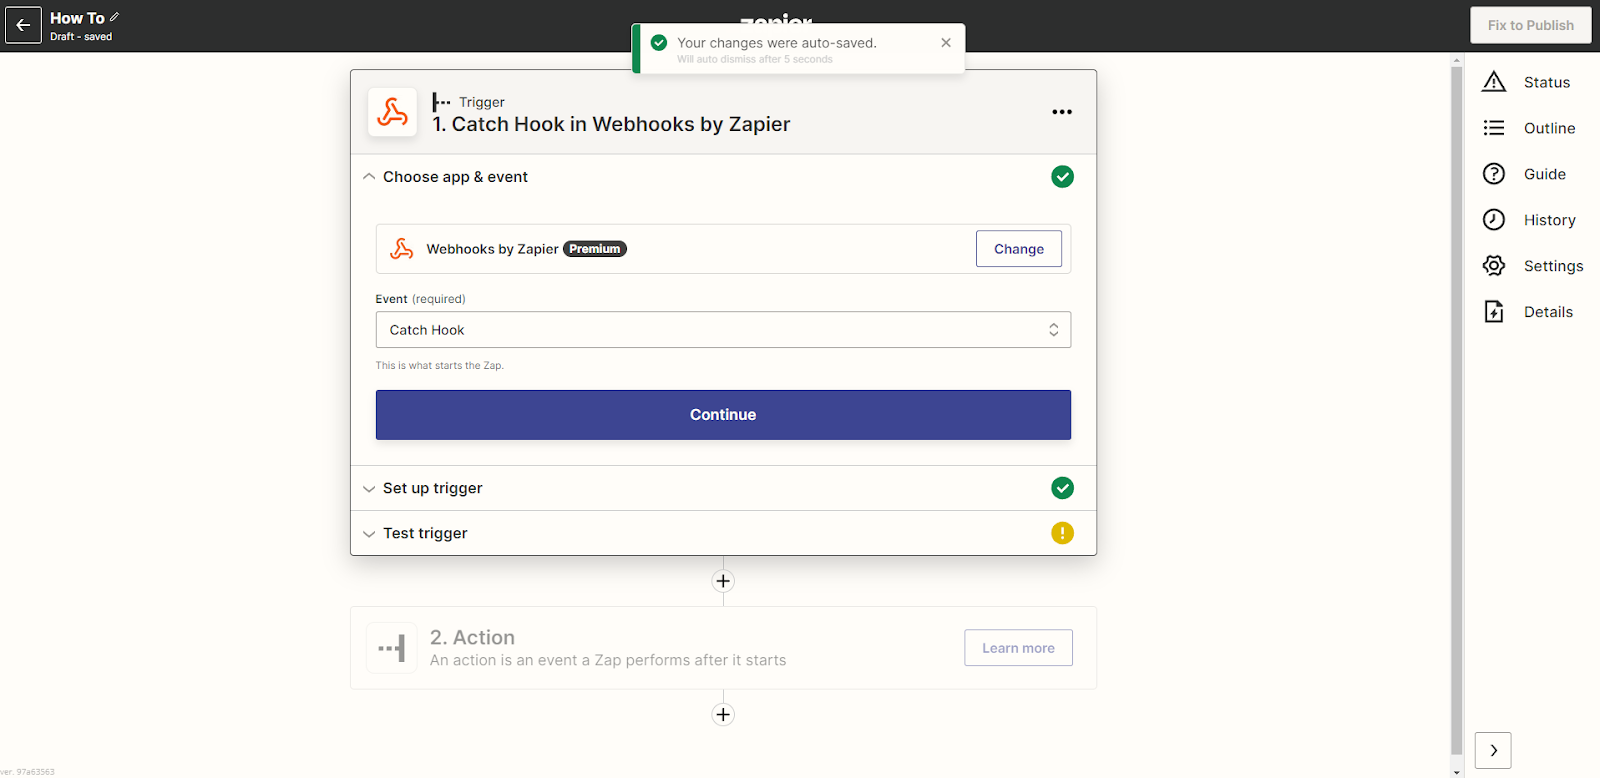 How To
Draft - saved
zapier
Fix to Publish
Your changes were auto-saved.
Will auto dismiss after 5 seconds
Trigger
1. Catch Hook in Webhooks by Zapier
Choose app & event
Webhooks by Zapier Premium
Change
Event (required)
Catch Hook
This is what starts the Zap.
Continue
Set up trigger
Test trigger
2. Action
An action is an event a Zap performs after it starts
Learn more
Status
Outline
Guide
History
Settings
Details
ver. 97a63563